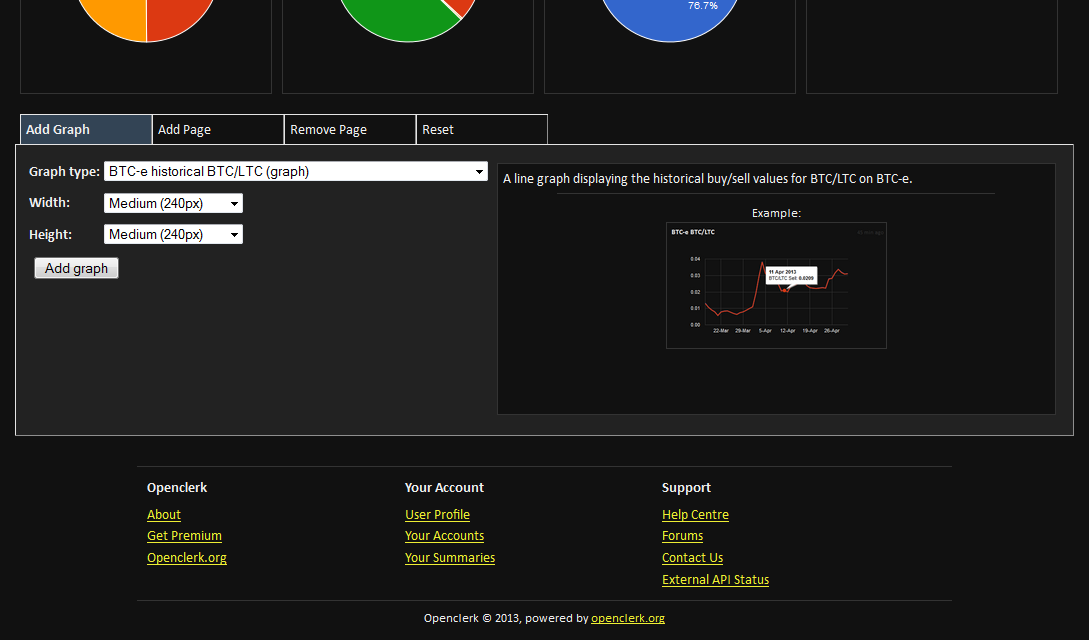 76.7%
Add Graph Add Page Remove Page Reset
Graph type: BTC-e historical BTC/LTC (graph)
Width: Medium (240px)
Height: Medium (240px)
Add graph
A line graph displaying the historical buy/sell values for BTC/LTC on BTC-e.
Example:
BTC-e BTC/LTC
0.04
0.03
0.02
0.01
0.00
11 Apr 2013
BTC/LTC Sell: 0.0209
22-Mar 29-Mar 5-Apr 12-Apr 19-Apr 26-Apr
Openclerk
About
Get Premium
Openclerk.org
Your Account
User Profile
Your Accounts
Your Summaries
Support
Help Centre
Forums
Contact Us
External API Status
Openclerk © 2013, powered by openclerk.org